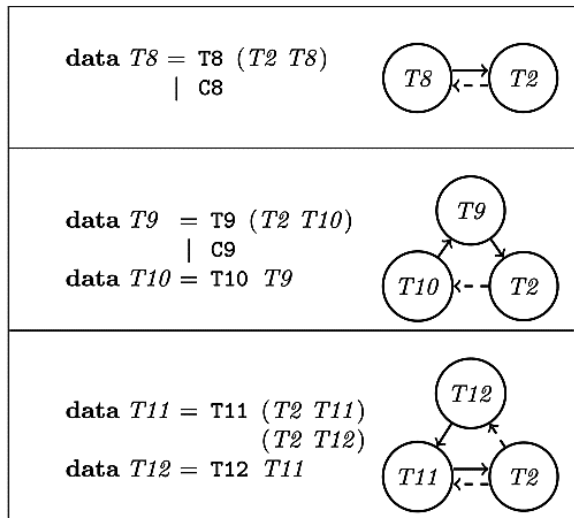 data T8 = T8 (T2 T8)
| C8
T8
T2
data T9 = T9 (T2 T10)
| C9
data T10 = T10 T9
T9
T10
T2
data T11 = T11 (T2 T11)
(T2 T12)
data T12 = T12 T11
T12
T11
T2